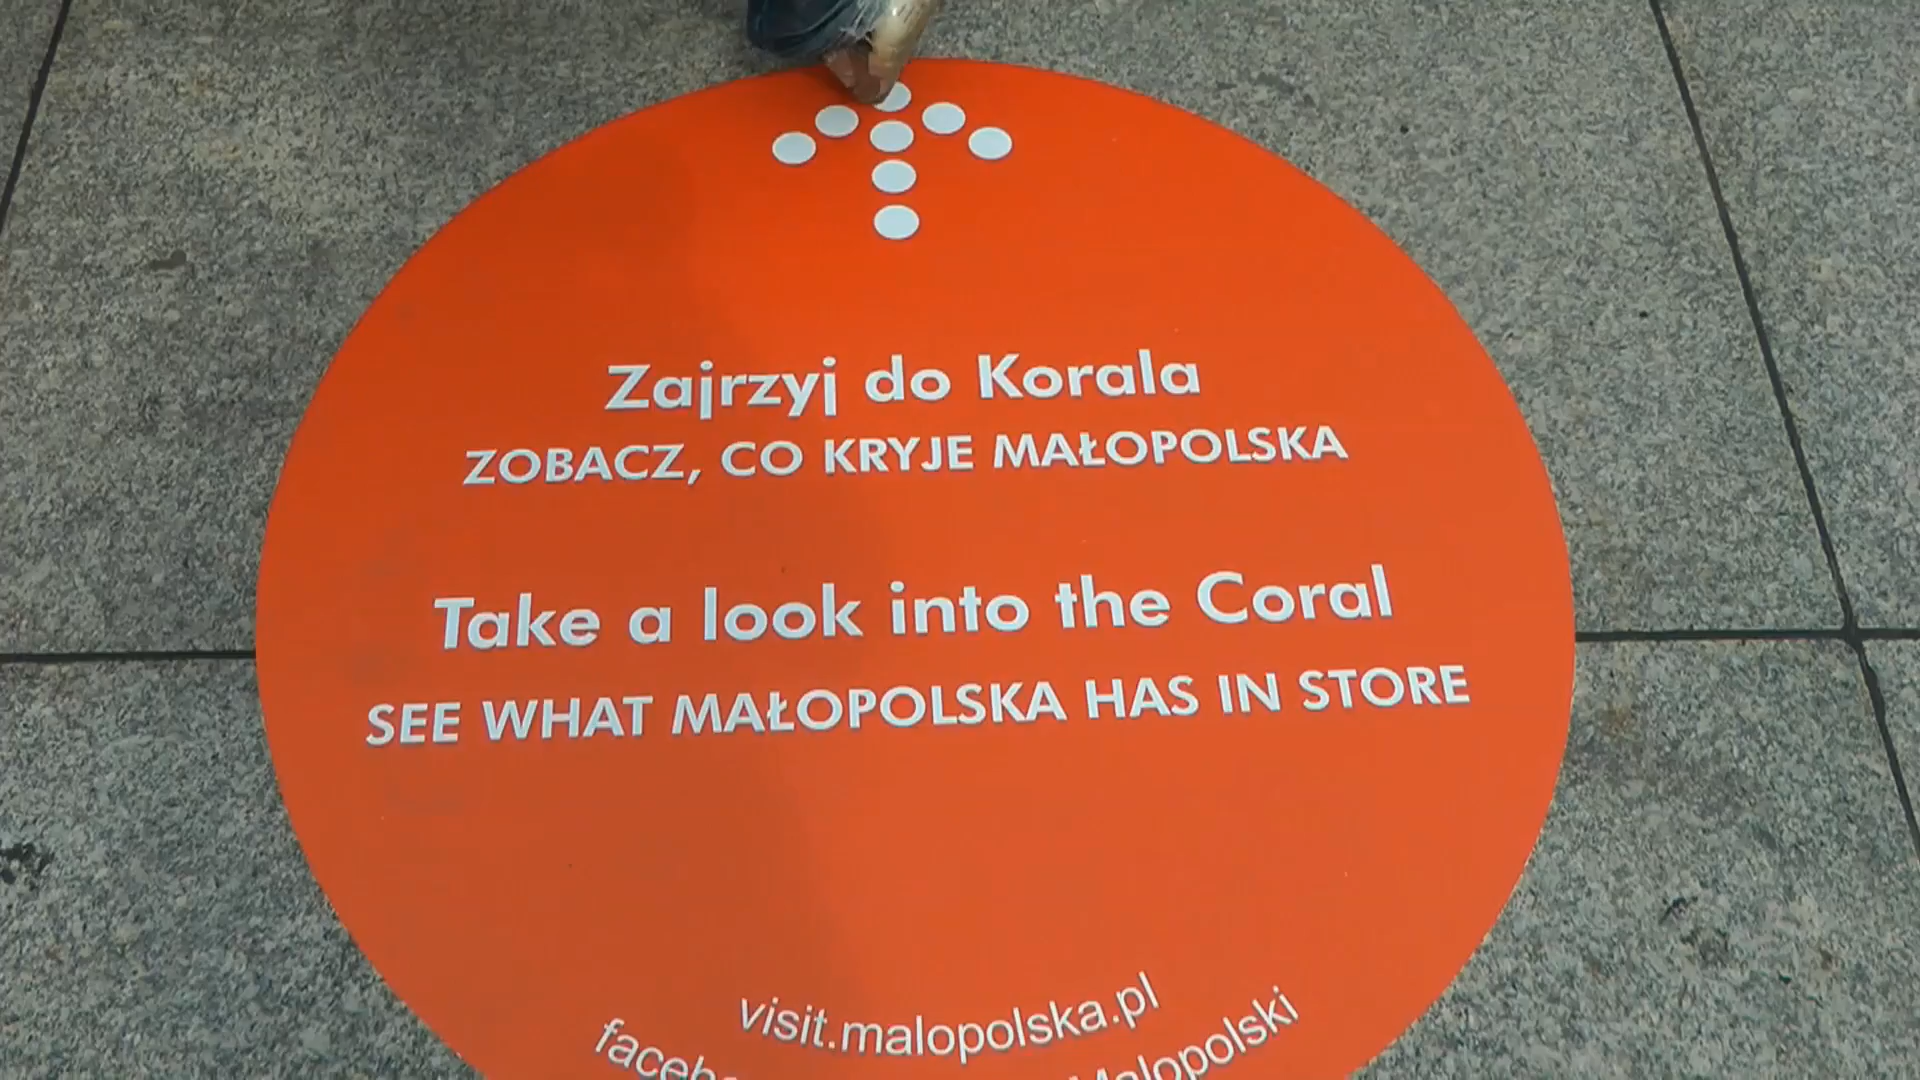 Zajrzyj do Korala
ZOBACZ, CO KRYJE MAŁOPOLSKA
Take a look into the Coral
SEE WHAT MAŁOPOLSKA HAS IN STORE
visit.malopolska.pl
Malopolski